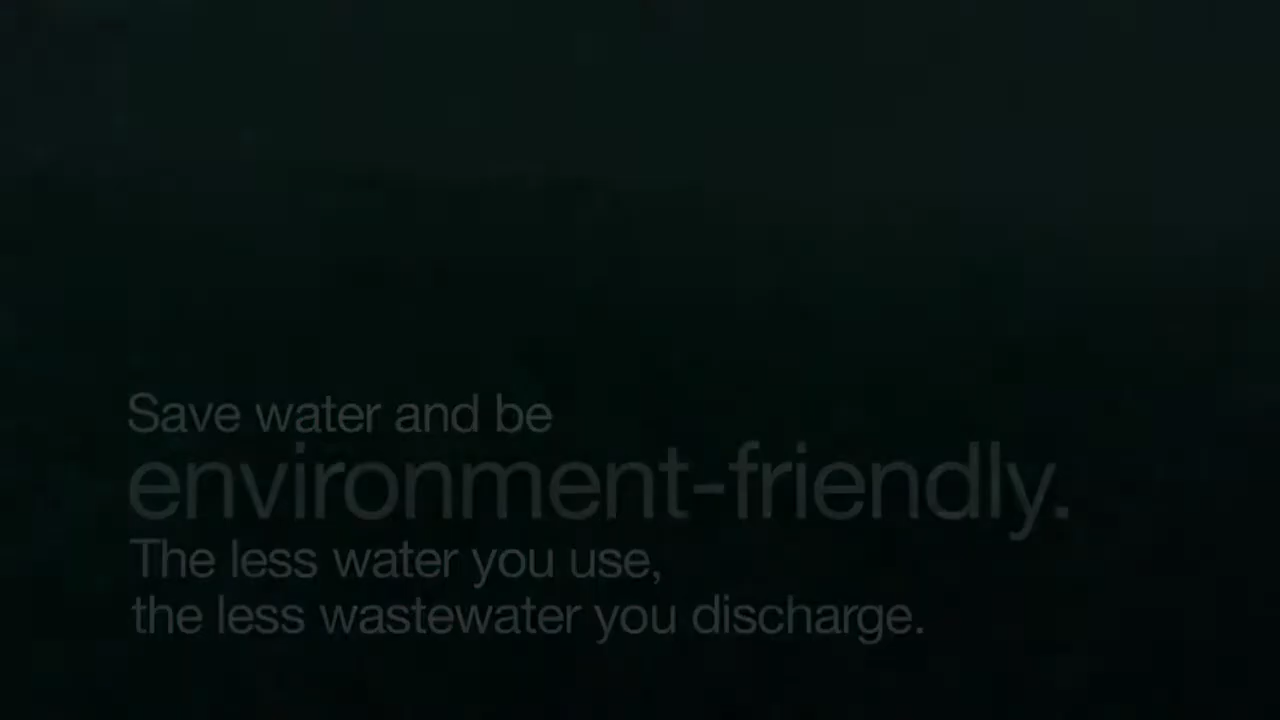 Save water and be
environment-friendly.
The less water you use,
the less wastewater you discharge.